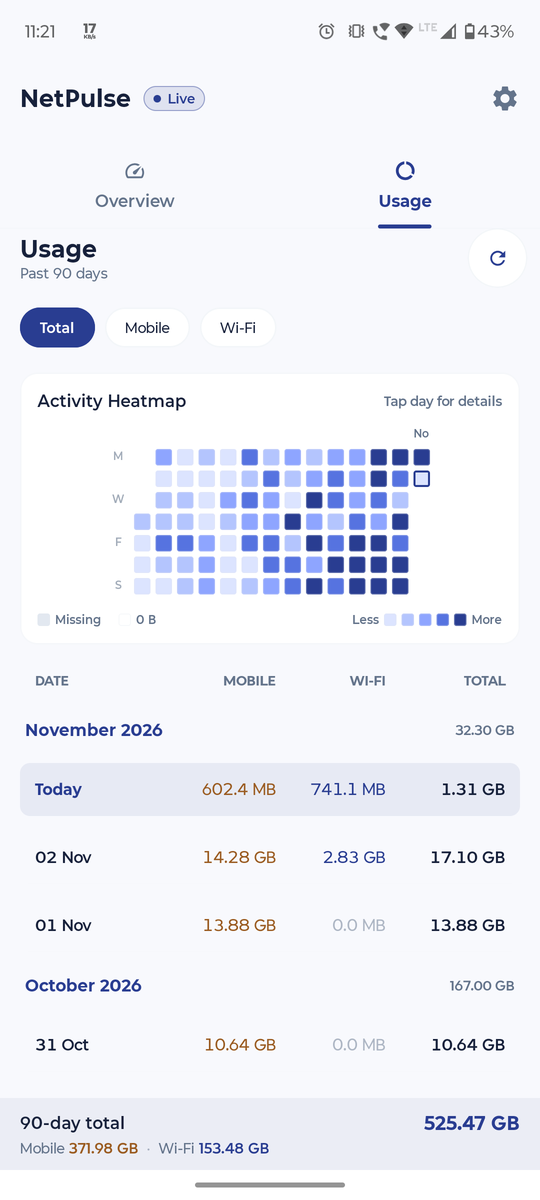 11:21 17 KB/s LTE 43%
NetPulse Live
Overview Usage
Usage
Past 90 days
Total Mobile Wi-Fi
Activity Heatmap Tap day for details
No
M
W
F
S
Missing 0 B Less More
DATE MOBILE WI-FI TOTAL
November 2026 32.30 GB
Today 602.4 MB 741.1 MB 1.31 GB
02 Nov 14.28 GB 2.83 GB 17.10 GB
01 Nov 13.88 GB 0.0 MB 13.88 GB
October 2026 167.00 GB
31 Oct 10.64 GB 0.0 MB 10.64 GB
90-day total 525.47 GB
Mobile 371.98 GB · Wi-Fi 153.48 GB